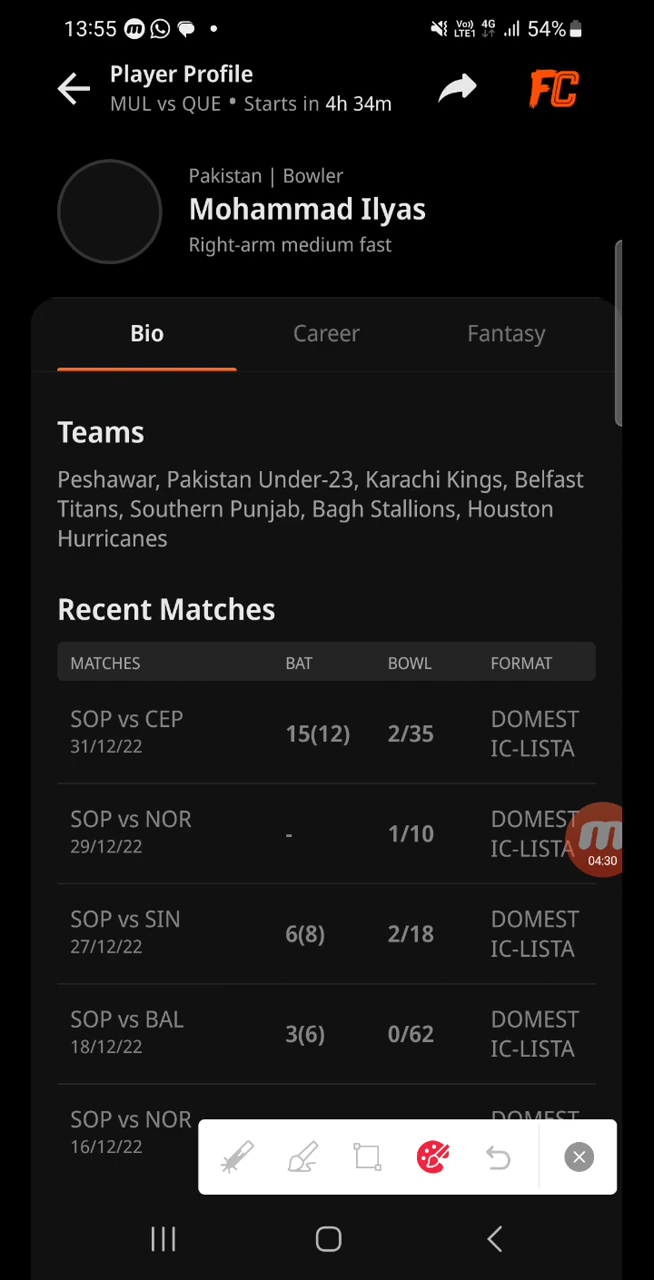 13:55
Vo)) 4G
LTE1
54%
Player Profile
MUL vs QUE • Starts in 4h 34m
FC
Pakistan | Bowler
Mohammad Ilyas
Right-arm medium fast
Bio Career Fantasy
Teams
Peshawar, Pakistan Under-23, Karachi Kings, Belfast
Titans, Southern Punjab, Bagh Stallions, Houston
Hurricanes
Recent Matches
MATCHES BAT BOWL FORMAT
SOP vs CEP
31/12/22
15(12) 2/35
DOMEST
IC-LISTA
SOP vs NOR
29/12/22
- 1/10
DOMEST
IC-LISTA
04:30
SOP vs SIN
27/12/22
6(8) 2/18
DOMEST
IC-LISTA
SOP vs BAL
18/12/22
3(6) 0/62
DOMEST
IC-LISTA
SOP vs NOR
16/12/22
DOMEST